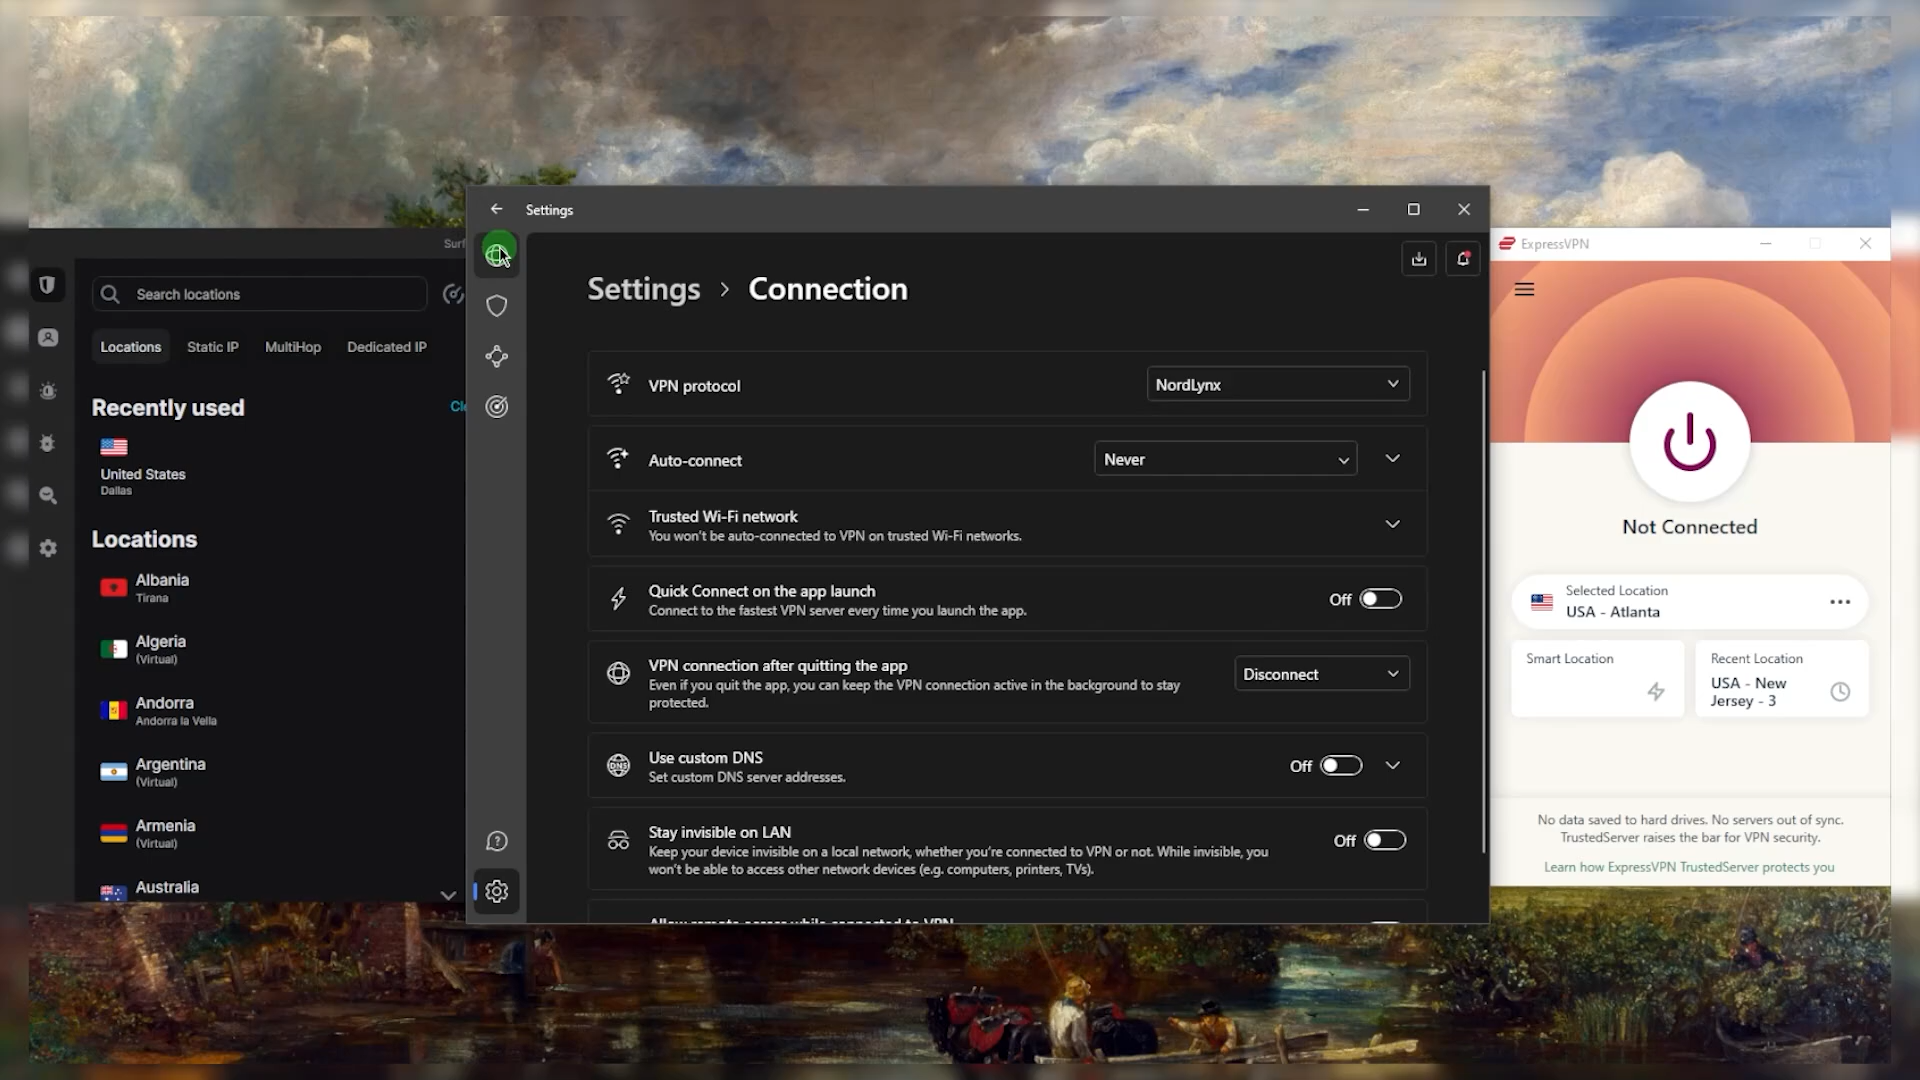 Settings
Surf
Search locations
Locations
Static IP
MultiHop
Dedicated IP
Recently used
Cle
United States
Dallas
Locations
Albania
Tirana
Algeria
(Virtual)
Andorra
Andorra la Vella
Argentina
(Virtual)
Armenia
(Virtual)
Australia
Settings > Connection
VPN protocol
NordLynx
Auto-connect
Never
Trusted Wi-Fi network
You won't be auto-connected to VPN on trusted Wi-Fi networks.
Quick Connect on the app launch
Connect to the fastest VPN server every time you launch the app.
Off
VPN connection after quitting the app
Even if you quit the app, you can keep the VPN connection active in the background to stay
protected.
Disconnect
Use custom DNS
Set custom DNS server addresses.
DNS
Off
Stay invisible on LAN
Keep your device invisible on a local network, whether you're connected to VPN or not. While invisible, you
won't be able to access other network devices (e.g. computers, printers, TVs).
Off
Allow remote access while connected to VPN
ExpressVPN
Not Connected
Selected Location
USA - Atlanta
Smart Location
Recent Location
USA - New
Jersey - 3
No data saved to hard drives. No servers out of sync.
TrustedServer raises the bar for VPN security.
Learn how ExpressVPN TrustedServer protects you